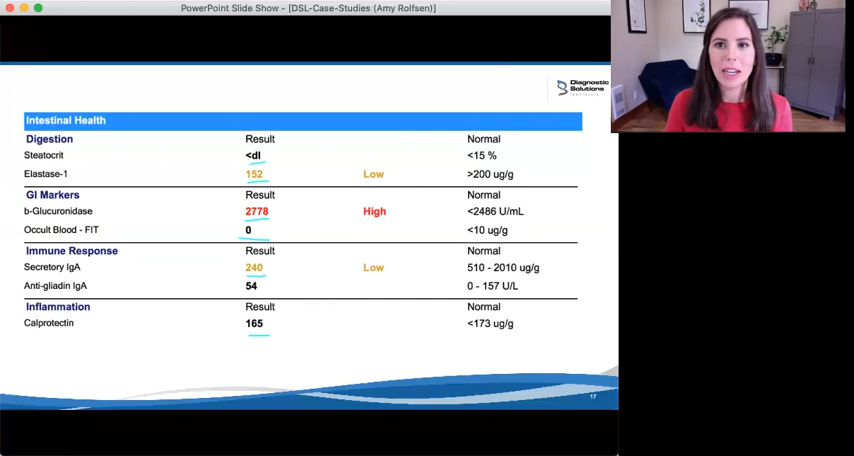 PowerPoint Slide Show - [DSL-Case-Studies (Amy Rolfsen)]
Diagnostic
Solutions
Intestinal Health
Digestion Result Normal
Steatocrit <dl <15 %
Elastase-1 152 Low >200 ug/g
GI Markers Result Normal
b-Glucuronidase 2778 High <2486 U/mL
Occult Blood - FIT 0 <10 ug/g
Immune Response Result Normal
Secretory IgA 240 Low 510 - 2010 ug/g
Anti-gliadin IgA 54 0 - 157 U/L
Inflammation Result Normal
Calprotectin 165 <173 ug/g
17